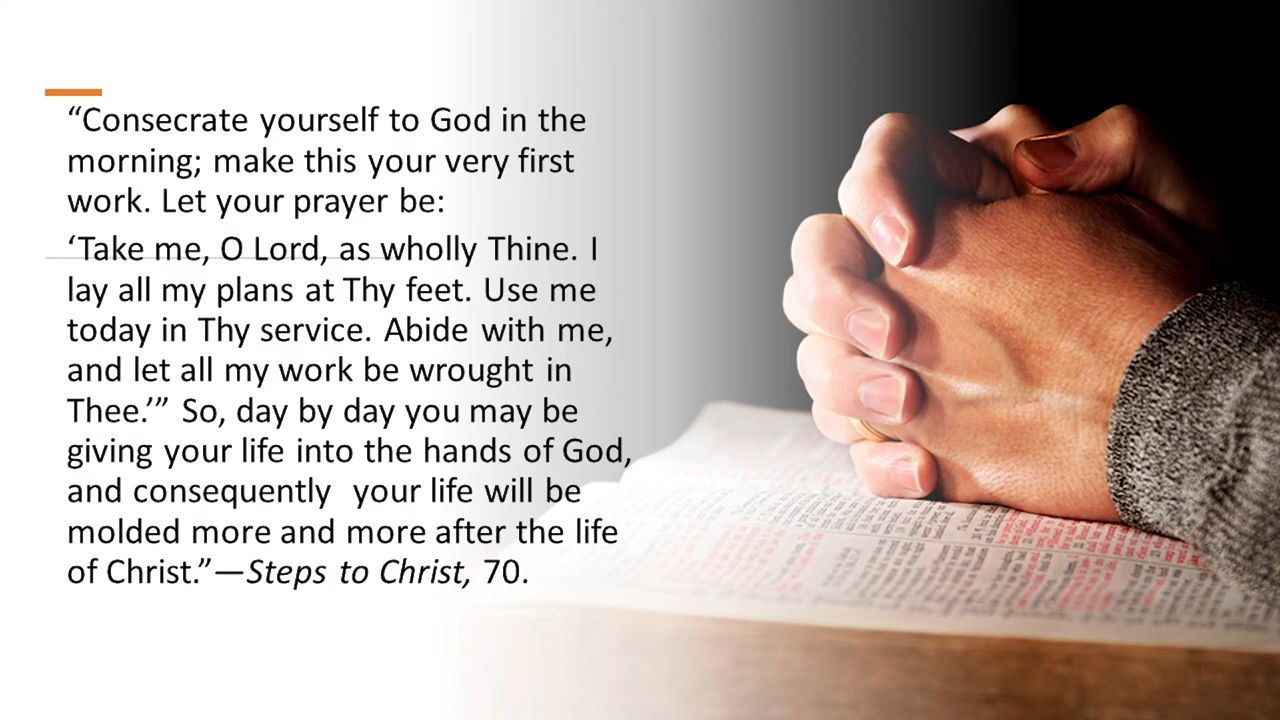 “Consecrate yourself to God in the
morning; make this your very first
work. Let your prayer be:
‘Take me, O Lord, as wholly Thine. I
lay all my plans at Thy feet. Use me
today in Thy service. Abide with me,
and let all my work be wrought in
Thee.’” So, day by day you may be
giving your life into the hands of God,
and consequently  your life will be
molded more and more after the life
of Christ.”—Steps to Christ, 70.